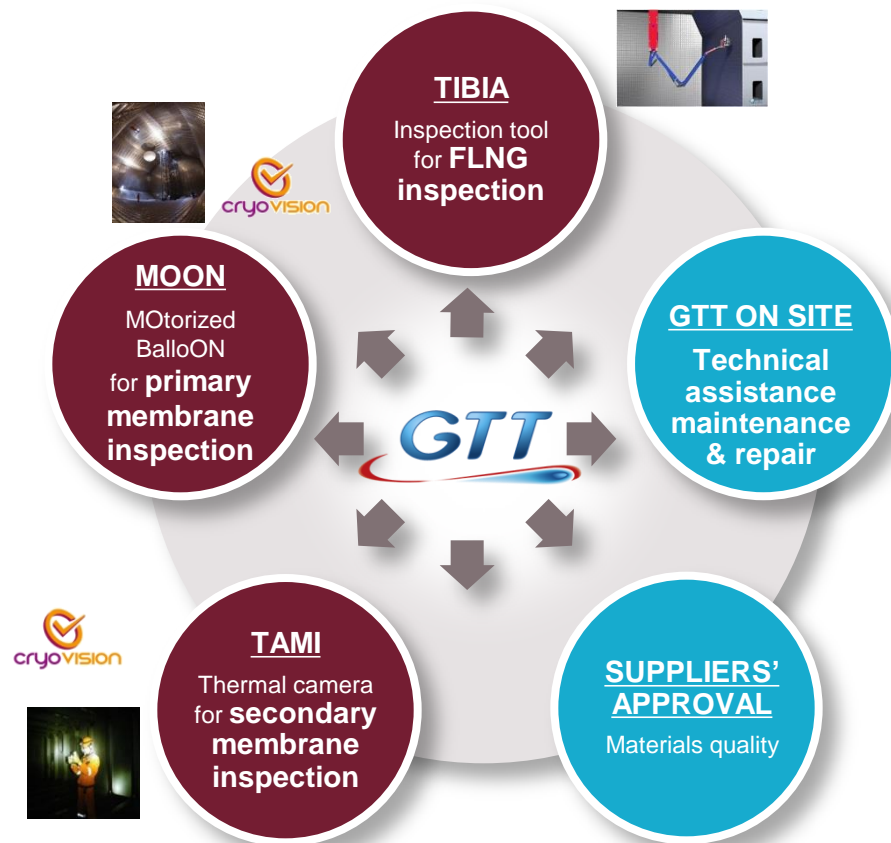 TIBIA
Inspection tool
for FLNG
inspection
cryovision
MOON
MOtorized
BalloON
for primary
membrane
inspection
GTT ON SITE
Technical
assistance
maintenance
& repair
GTT
cryovision
TAMI
Thermal camera
for secondary
membrane
inspection
SUPPLIERS’
APPROVAL
Materials quality